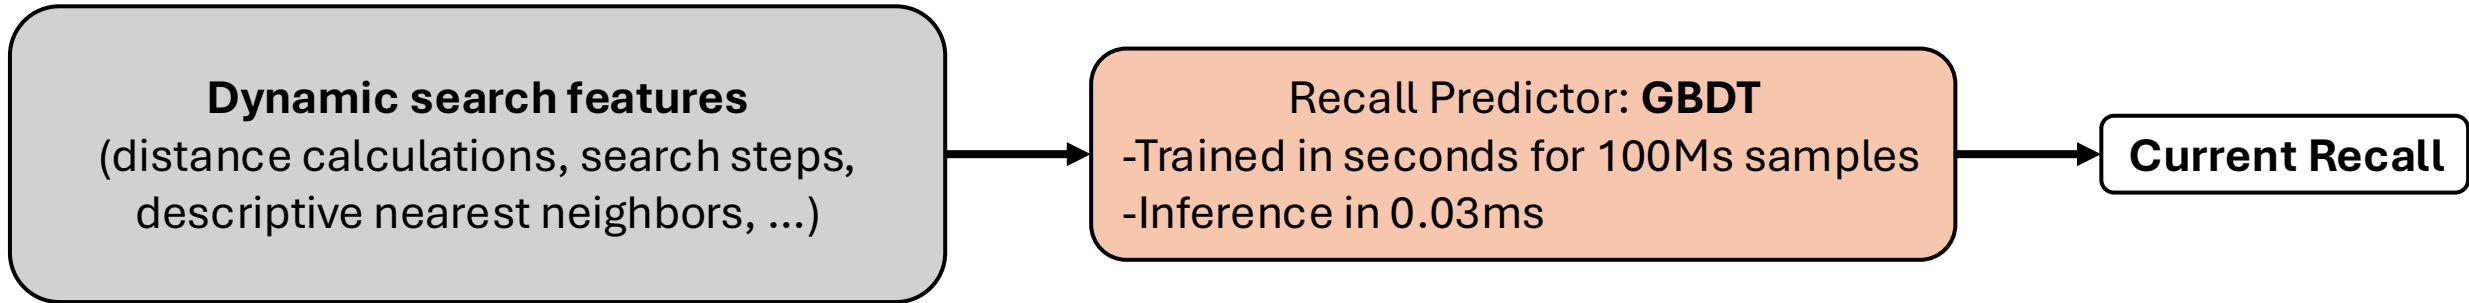 Dynamic search features
(distance calculations, search steps,
descriptive nearest neighbors, ...)
Recall Predictor: GBDT
-Trained in seconds for 100Ms samples
-Inference in 0.03ms
Current Recall